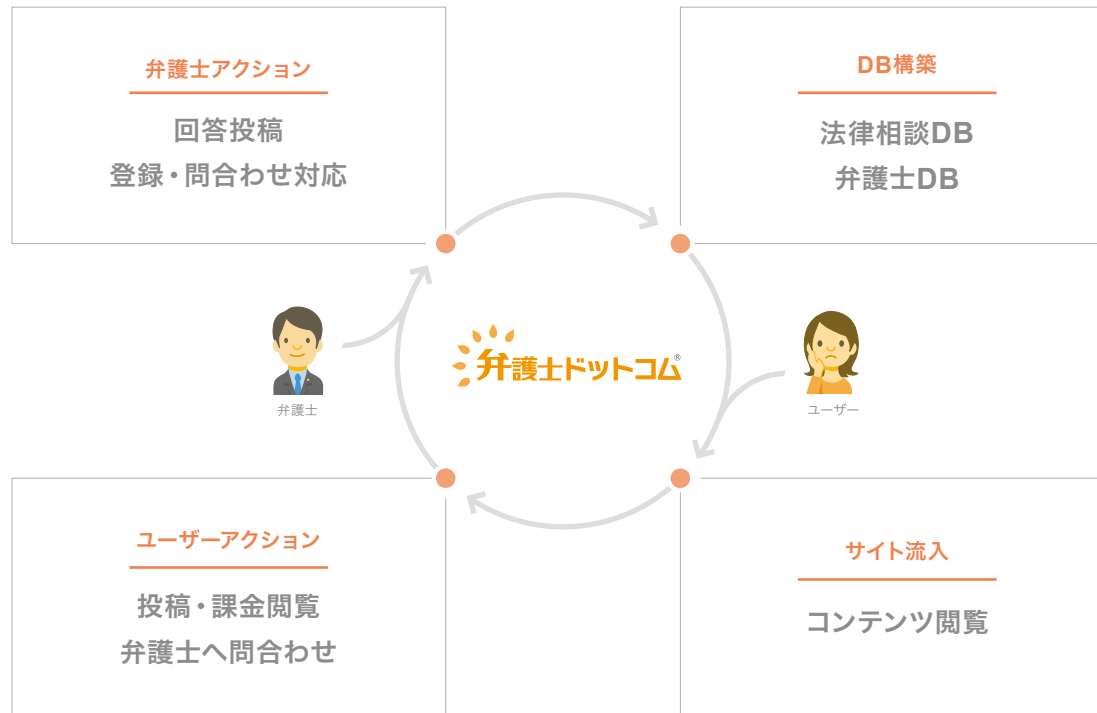 弁護士アクション
回答投稿
登録・問合わせ対応
DB構築
法律相談DB
弁護士DB
弁護士ドットコム®
弁護士
ユーザー
ユーザーアクション
投稿・課金閲覧
弁護士へ問合わせ
サイト流入
コンテンツ閲覧